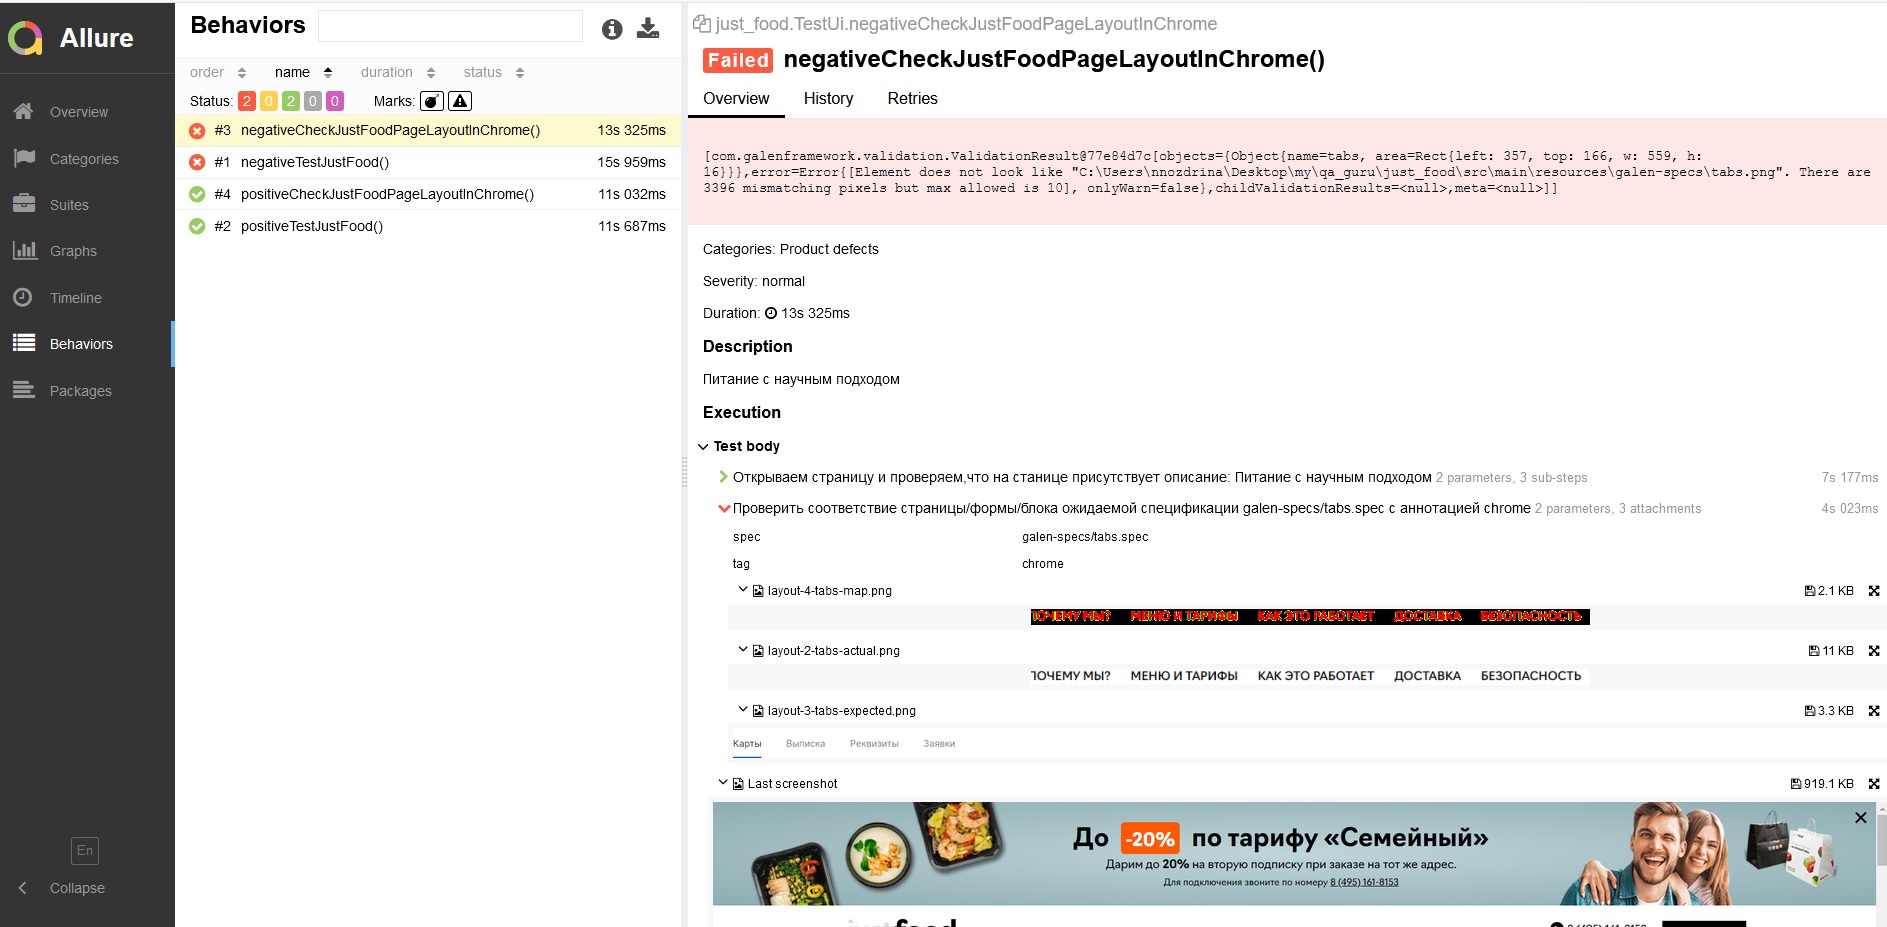 Allure
Overview
Categories
Suites
Graphs
Timeline
Behaviors
Packages
En
Collapse
Behaviors
order name duration status
Status: 2 0 2 0 0 Marks:
#3 negativeCheckJustFoodPageLayoutInChrome() 13s 325ms
#1 negativeTestJustFood() 15s 959ms
#4 positiveCheckJustFoodPageLayoutInChrome() 11s 032ms
#2 positiveTestJustFood() 11s 687ms
just_food.TestUi.negativeCheckJustFoodPageLayoutInChrome
Failed negativeCheckJustFoodPageLayoutInChrome()
Overview History Retries
[com.galenframework.validation.ValidationResult@77e84d7c[objects={Object{name=tabs, area=Rect{left: 357, top: 166, w: 559, h:
16}}},error=Error{[Element does not look like "C:\Users\nnozdrina\Desktop\my\qa_guru\just_food\src\main\resources\galen-specs\tabs.png". There are
3396 mismatching pixels but max allowed is 10], onlyWarn=false},childValidationResults=<null>,meta=<null>]]
Categories: Product defects
Severity: normal
Duration: 13s 325ms
Description
Питание с научным подходом
Execution
Test body
Открываем страницу и проверяем,что на станице присутствует описание: Питание с научным подходом 2 parameters, 3 sub-steps 7s 177ms
Проверить соответствие страницы/формы/блока ожидаемой спецификации galen-specs/tabs.spec с аннотацией chrome 2 parameters, 3 attachments 4s 023ms
spec galen-specs/tabs.spec
tag chrome
layout-4-tabs-map.png 2.1 KB
ПОЧЕМУ МЫ? МЕНЮ И ТАРИФЫ КАК ЭТО РАБОТАЕТ ДОСТАВКА БЕЗОПАСНОСТЬ
layout-2-tabs-actual.png 11 KB
ПОЧЕМУ МЫ? МЕНЮ И ТАРИФЫ КАК ЭТО РАБОТАЕТ ДОСТАВКА БЕЗОПАСНОСТЬ
layout-3-tabs-expected.png 3.3 KB
Карты Выписка Реквизиты Заявки
Last screenshot 919.1 KB
До -20% по тарифу «Семейный»
Дарим до 20% на вторую подписку при заказе на тот же адрес.
Для подключения звоните по номеру 8 (495) 161-8153